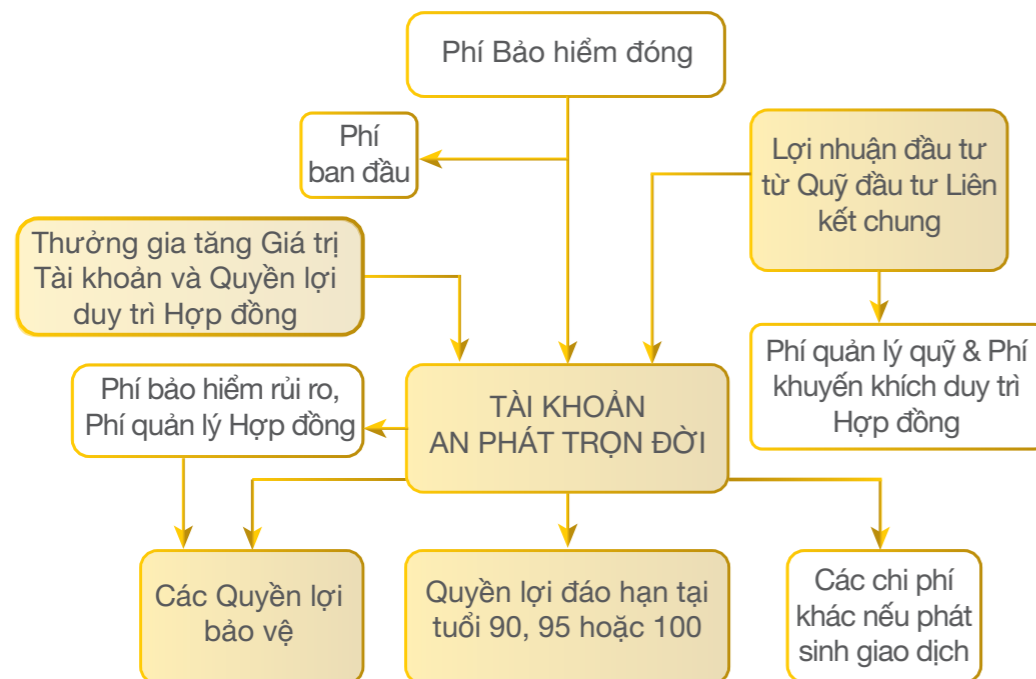 Phí Bảo hiểm đóng
Phí
ban đầu
Lợi nhuận đầu tư
từ Quỹ đầu tư Liên
kết chung
Thưởng gia tăng Giá trị
Tài khoản và Quyền lợi
duy trì Hợp đồng
Phí quản lý quỹ & Phí
khuyến khích duy trì
Hợp đồng
Phí bảo hiểm rủi ro,
Phí quản lý Hợp đồng
TÀI KHOẢN
AN PHÁT TRỌN ĐỜI
Các Quyền lợi
bảo vệ
Quyền lợi đáo hạn tại
tuổi 90, 95 hoặc 100
Các chi phí
khác nếu phát
sinh giao dịch